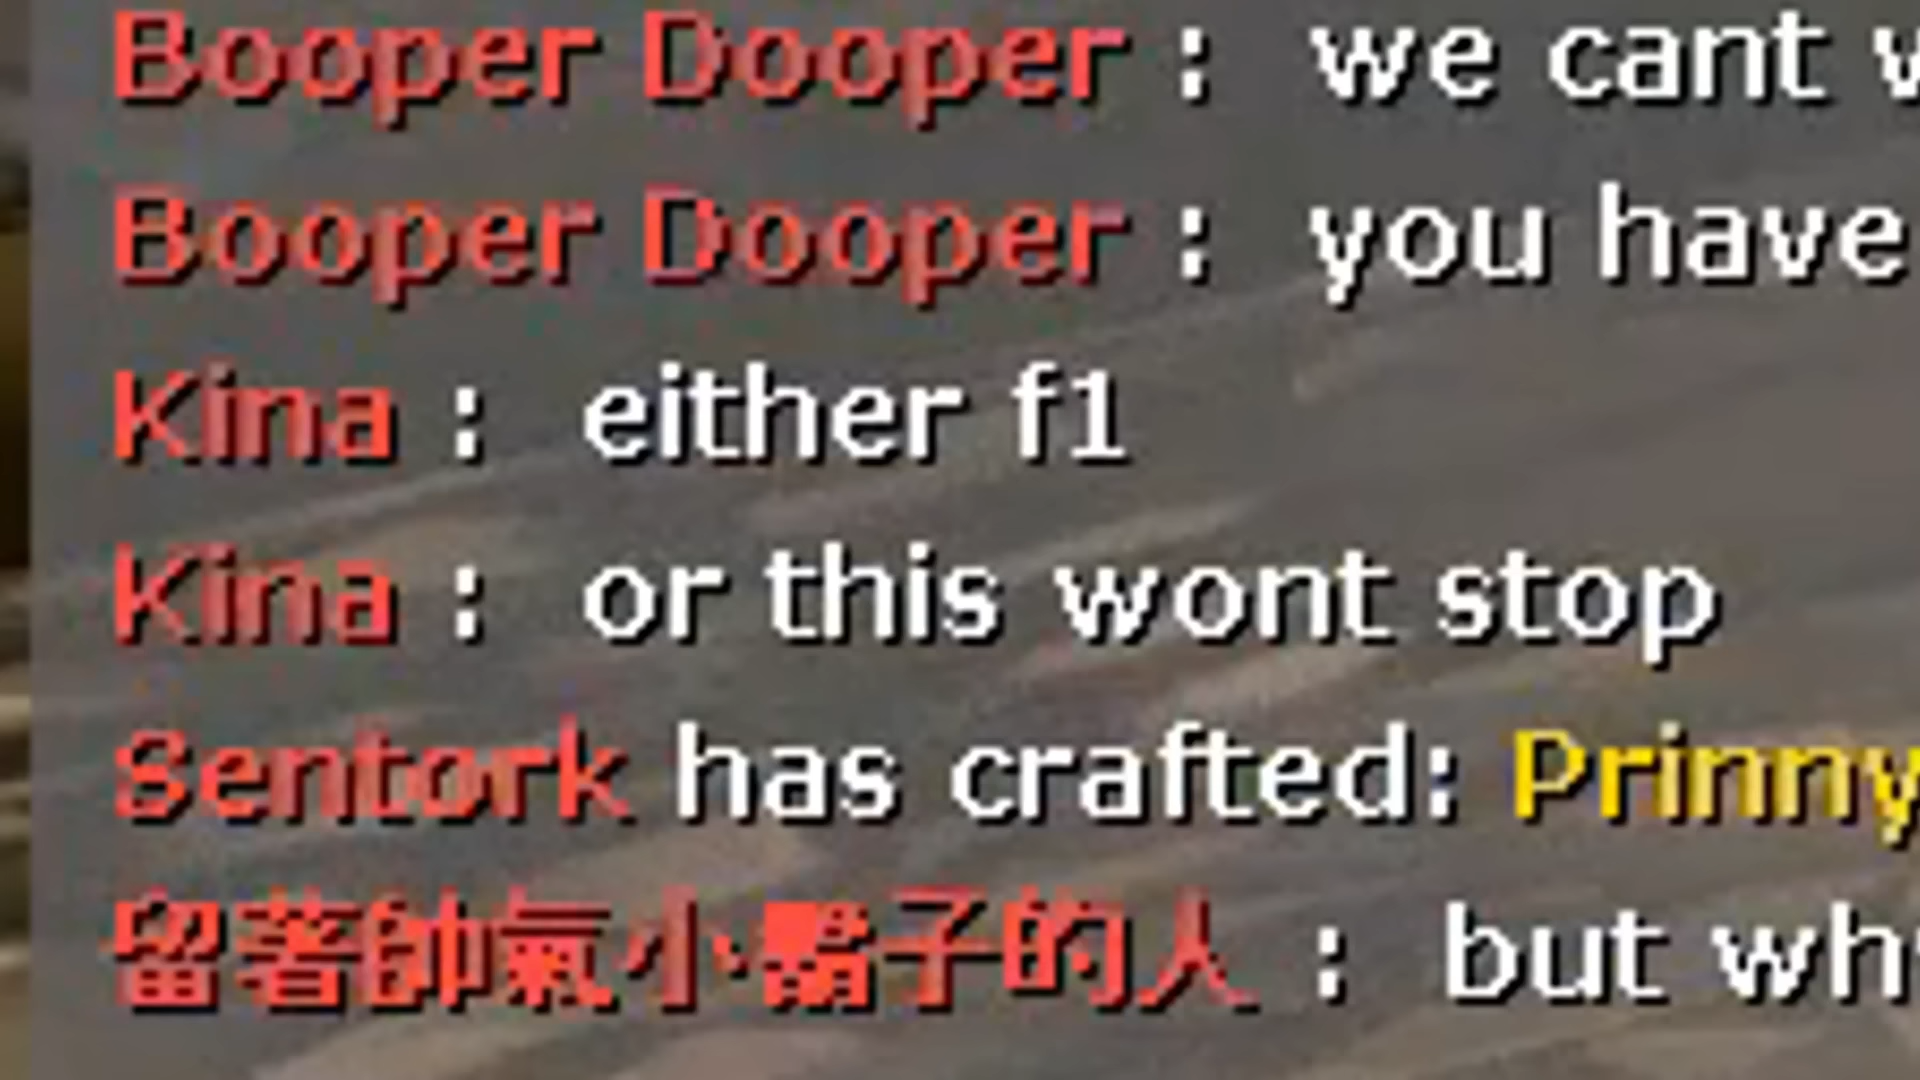 Booper Dooper : we cant
Booper Dooper : you have
Kina : either f1
Kina : or this wont stop
Sentork has crafted: Prinny
留著帥氣小鬍子的人 : but